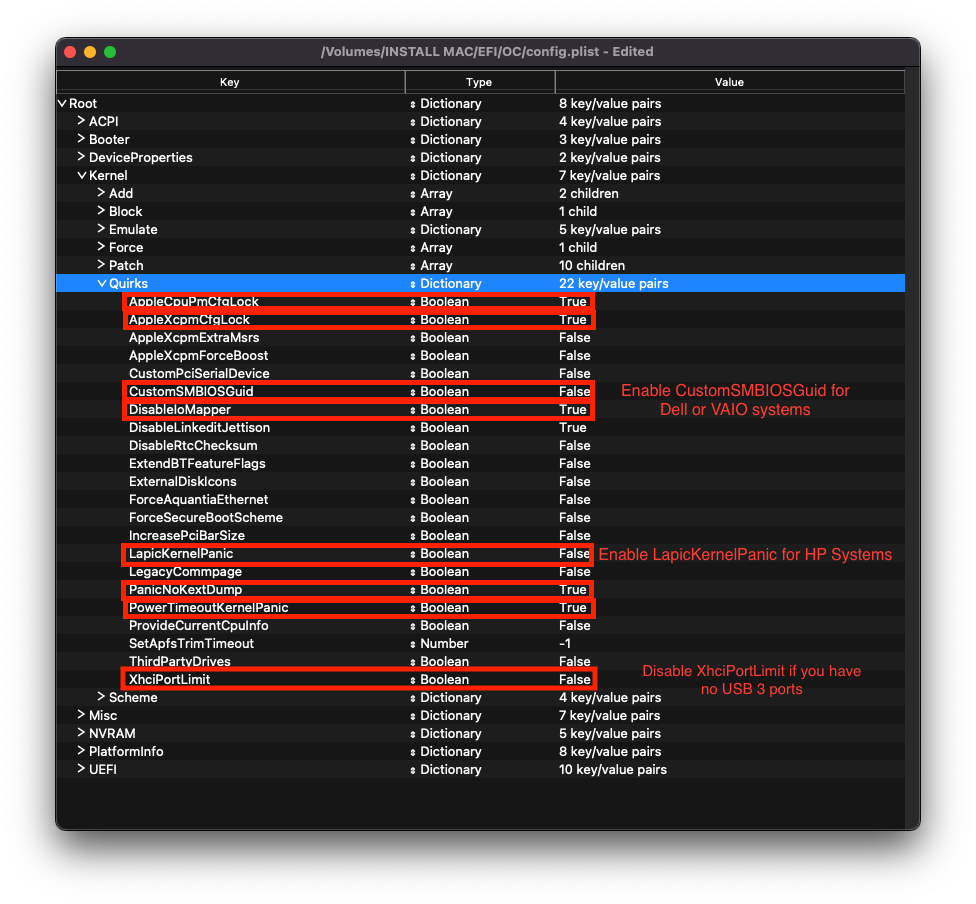 /Volumes/INSTALL MAC/EFI/OC/config.plist - Edited
Key Type Value
Root Dictionary 8 key/value pairs
ACPI Dictionary 4 key/value pairs
Booter Dictionary 3 key/value pairs
DeviceProperties Dictionary 2 key/value pairs
Kernel Dictionary 7 key/value pairs
Add Array 2 children
Block Array 1 child
Emulate Dictionary 5 key/value pairs
Force Array 1 child
Patch Array 10 children
Quirks Dictionary 22 key/value pairs
AppleCpuPmCfgLock Boolean True
AppleXcpmCfgLock Boolean True
AppleXcpmExtraMsrs Boolean False
AppleXcpmForceBoost Boolean False
CustomPciSerialDevice Boolean False
CustomSMBIOSGuid Boolean False Enable CustomSMBIOSGuid for
DisableIoMapper Boolean True Dell or VAIO systems
DisableLinkeditJettison Boolean True
DisableRtcChecksum Boolean False
ExtendBTFeatureFlags Boolean False
ExternalDiskIcons Boolean False
ForceAquantiaEthernet Boolean False
ForceSecureBootScheme Boolean False
IncreasePciBarSize Boolean False
LapicKernelPanic Boolean False Enable LapicKernelPanic for HP Systems
LegacyCommpage Boolean False
PanicNoKextDump Boolean True
PowerTimeoutKernelPanic Boolean True
ProvideCurrentCpuInfo Boolean False
SetApfsTrimTimeout Number -1
ThirdPartyDrives Boolean False Disable XhciPortLimit if you have
XhciPortLimit Boolean False no USB 3 ports
Scheme Dictionary 4 key/value pairs
Misc Dictionary 7 key/value pairs
NVRAM Dictionary 5 key/value pairs
PlatformInfo Dictionary 8 key/value pairs
UEFI Dictionary 10 key/value pairs